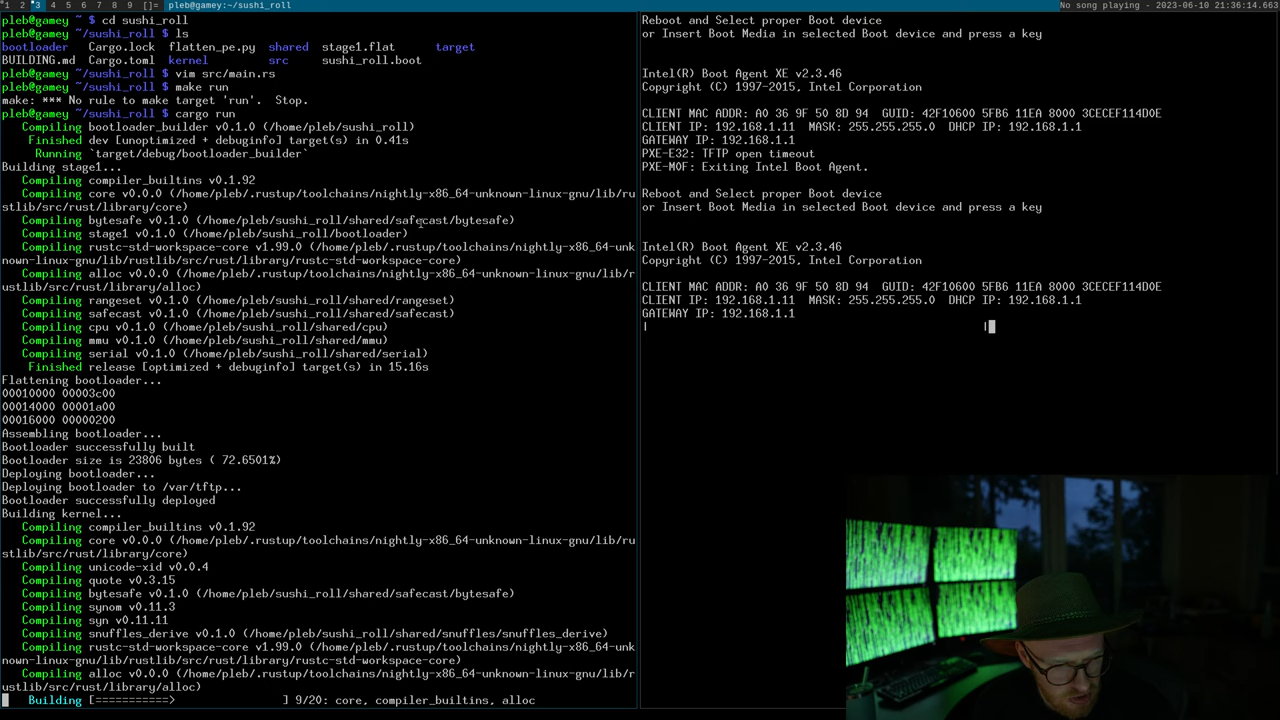 1 2 3 4 5 6 7 8 9 []= pleb@gamey:~/sushi_roll
No song playing - 2023-06-10 21:36:14.663
pleb@gamey ~ $ cd sushi_roll
pleb@gamey ~/sushi_roll $ ls
bootloader Cargo.lock flatten_pe.py shared stage1.flat target
BUILDING.md Cargo.toml kernel src sushi_roll.boot
pleb@gamey ~/sushi_roll $ vim src/main.rs
pleb@gamey ~/sushi_roll $ make run
make: *** No rule to make target 'run'. Stop.
pleb@gamey ~/sushi_roll $ cargo run
Compiling bootloader_builder v0.1.0 (/home/pleb/sushi_roll)
Finished dev [unoptimized + debuginfo] target(s) in 0.41s
Running `target/debug/bootloader_builder`
Building stage1...
Compiling compiler_builtins v0.1.92
Compiling core v0.0.0 (/home/pleb/.rustup/toolchains/nightly-x86_64-unknown-linux-gnu/lib/ru
stlib/src/rust/library/core)
Compiling bytesafe v0.1.0 (/home/pleb/sushi_roll/shared/safecast/bytesafe)
Compiling stage1 v0.1.0 (/home/pleb/sushi_roll/bootloader)
Compiling rustc-std-workspace-core v1.99.0 (/home/pleb/.rustup/toolchains/nightly-x86_64-unk
nown-linux-gnu/lib/rustlib/src/rust/library/rustc-std-workspace-core)
Compiling alloc v0.0.0 (/home/pleb/.rustup/toolchains/nightly-x86_64-unknown-linux-gnu/lib/r
ustlib/src/rust/library/alloc)
Compiling rangeset v0.1.0 (/home/pleb/sushi_roll/shared/rangeset)
Compiling safecast v0.1.0 (/home/pleb/sushi_roll/shared/safecast)
Compiling cpu v0.1.0 (/home/pleb/sushi_roll/shared/cpu)
Compiling mmu v0.1.0 (/home/pleb/sushi_roll/shared/mmu)
Compiling serial v0.1.0 (/home/pleb/sushi_roll/shared/serial)
Finished release [optimized + debuginfo] target(s) in 15.16s
Flattening bootloader...
00010000 00003c00
00014000 00001a00
00016000 00000200
Assembling bootloader...
Bootloader successfully built
Bootloader size is 23806 bytes ( 72.6501%)
Deploying bootloader...
Deploying bootloader to /var/tftp...
Bootloader successfully deployed
Building kernel...
Compiling compiler_builtins v0.1.92
Compiling core v0.0.0 (/home/pleb/.rustup/toolchains/nightly-x86_64-unknown-linux-gnu/lib/ru
stlib/src/rust/library/core)
Compiling unicode-xid v0.0.4
Compiling quote v0.3.15
Compiling bytesafe v0.1.0 (/home/pleb/sushi_roll/shared/safecast/bytesafe)
Compiling synom v0.11.3
Compiling syn v0.11.11
Compiling snuffles_derive v0.1.0 (/home/pleb/sushi_roll/shared/snuffles/snuffles_derive)
Compiling rustc-std-workspace-core v1.99.0 (/home/pleb/.rustup/toolchains/nightly-x86_64-unk
nown-linux-gnu/lib/rustlib/src/rust/library/rustc-std-workspace-core)
Compiling alloc v0.0.0 (/home/pleb/.rustup/toolchains/nightly-x86_64-unknown-linux-gnu/lib/r
ustlib/src/rust/library/alloc)
Building [===========> ] 9/20: core, compiler_builtins, alloc
Reboot and Select proper Boot device
or Insert Boot Media in selected Boot device and press a key
Intel(R) Boot Agent XE v2.3.46
Copyright (C) 1997-2015, Intel Corporation
CLIENT MAC ADDR: A0 36 9F 50 8D 94 GUID: 42F10600 5FB6 11EA 8000 3CECEF114D0E
CLIENT IP: 192.168.1.11 MASK: 255.255.255.0 DHCP IP: 192.168.1.1
GATEWAY IP: 192.168.1.1
PXE-E32: TFTP open timeout
PXE-M0F: Exiting Intel Boot Agent.
Reboot and Select proper Boot device
or Insert Boot Media in selected Boot device and press a key
Intel(R) Boot Agent XE v2.3.46
Copyright (C) 1997-2015, Intel Corporation
CLIENT MAC ADDR: A0 36 9F 50 8D 94 GUID: 42F10600 5FB6 11EA 8000 3CECEF114D0E
CLIENT IP: 192.168.1.11 MASK: 255.255.255.0 DHCP IP: 192.168.1.1
GATEWAY IP: 192.168.1.1
| |